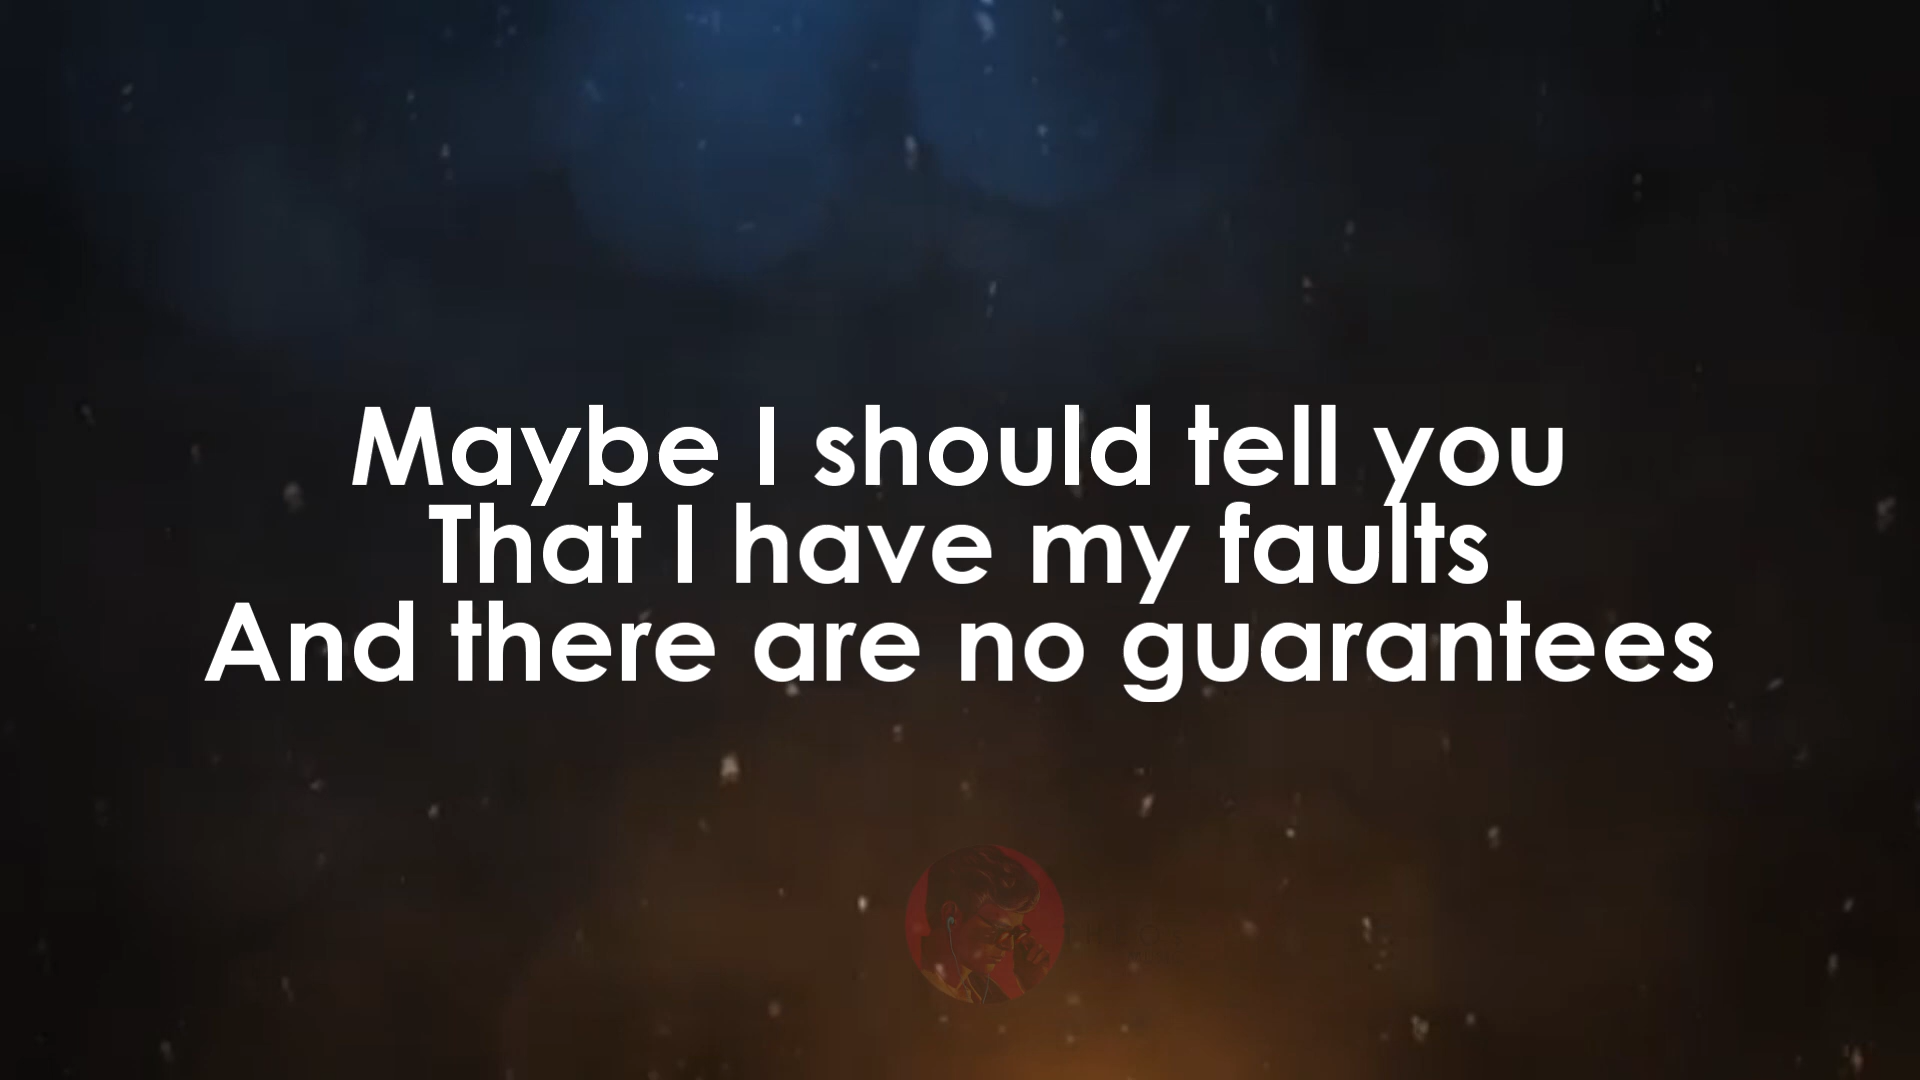 Maybe I should tell you
That I have my faults
And there are no guarantees